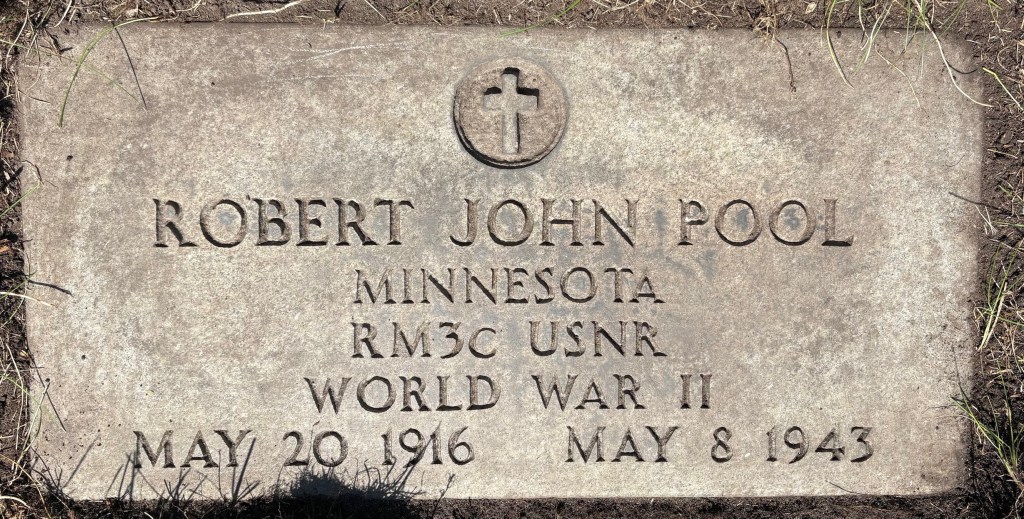 ROBERT JOHN POOL
MINNESOTA
RM3C USNR
WORLD WAR II
MAY 20 1916 MAY 8 1943